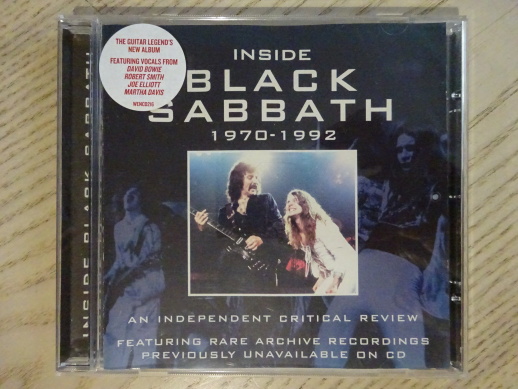 THE GUITAR LEGEND'S
NEW ALBUM
FEATURING VOCALS FROM
DAVID BOWIE
ROBERT SMITH
JOE ELLIOTT
MARTHA DAVIS
WENCD216
INSIDE
BLACK
SABBATH
1970-1992
AN INDEPENDENT CRITICAL REVIEW
FEATURING RARE ARCHIVE RECORDINGS
PREVIOUSLY UNAVAILABLE ON CD
INSIDE BLACK SABBATH